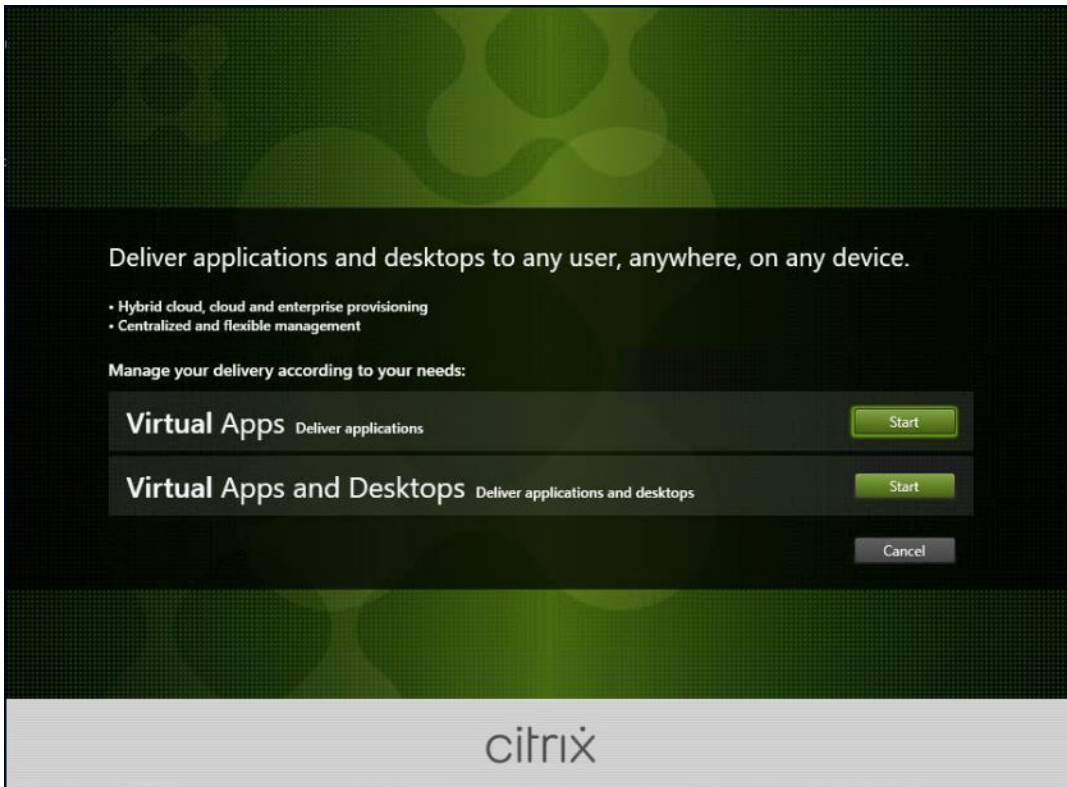 Deliver applications and desktops to any user, anywhere, on any device.
• Hybrid cloud, cloud and enterprise provisioning
• Centralized and flexible management
Manage your delivery according to your needs:
Virtual Apps Deliver applications Start
Virtual Apps and Desktops Deliver applications and desktops Start
Cancel
citrix